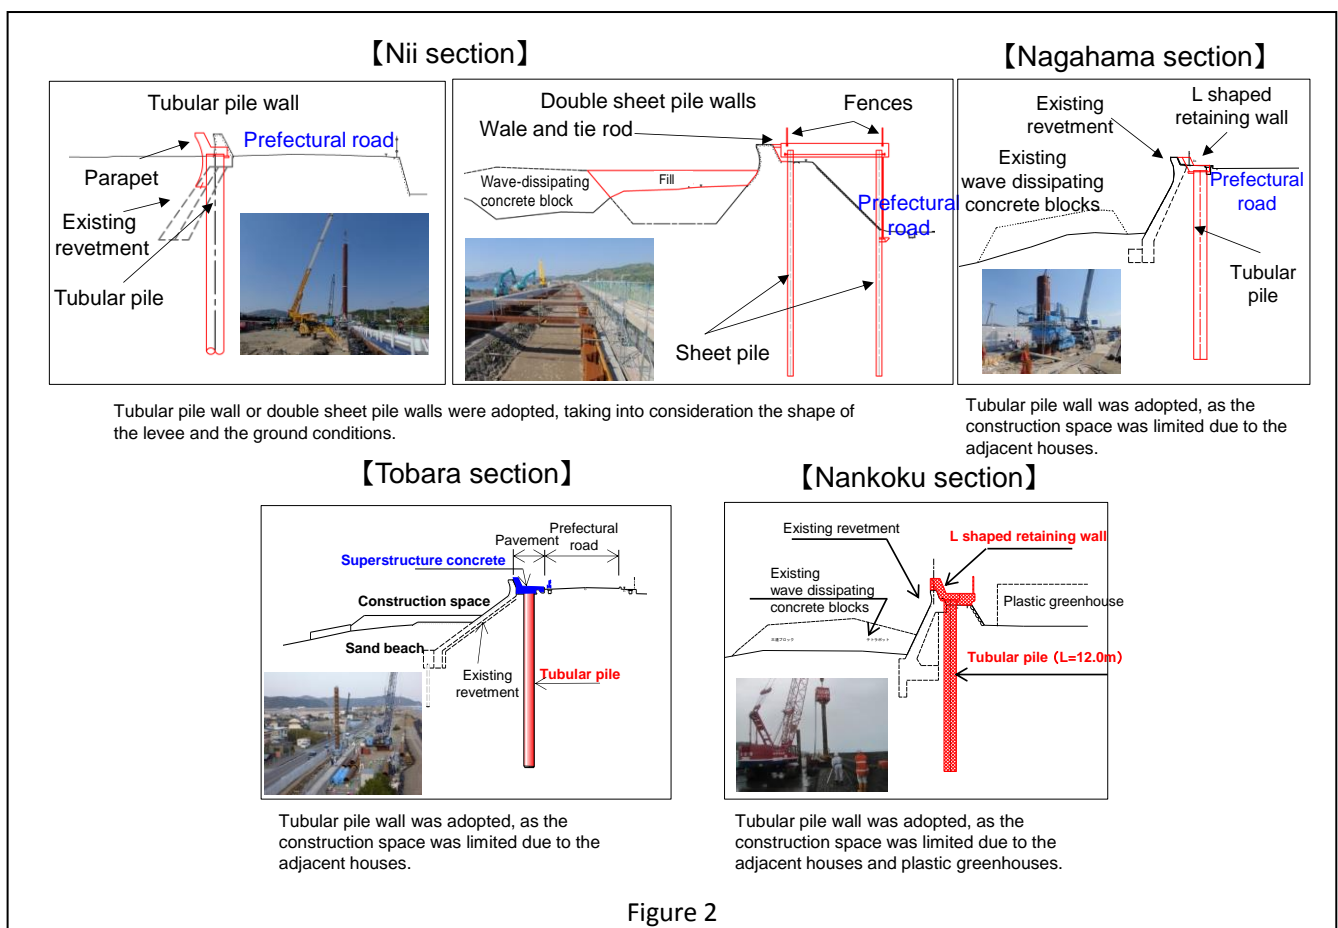 【Nii section】
【Nagahama section】
Tubular pile wall
Prefectural road
Parapet
Existing
revetment
Tubular pile
Double sheet pile walls
Fences
Wale and tie rod
Wave-dissipating
concrete block
Fill
Prefectural
road
Sheet pile
Existing
revetment
L shaped
retaining wall
Existing
wave dissipating
concrete blocks
Prefectural
road
Tubular
pile
Tubular pile wall or double sheet pile walls were adopted, taking into consideration the shape of
the levee and the ground conditions.
Tubular pile wall was adopted, as the
construction space was limited due to the
adjacent houses.
【Tobara section】
【Nankoku section】
Prefectural
road
Pavement
Superstructure concrete
Construction space
Sand beach
Existing
revetment
Tubular pile
Existing revetment
L shaped retaining wall
Existing
wave dissipating
concrete blocks
Plastic greenhouse
Tubular pile（L=12.0m）
Tubular pile wall was adopted, as the
construction space was limited due to the
adjacent houses.
Tubular pile wall was adopted, as the
construction space was limited due to the
adjacent houses and plastic greenhouses.
Figure 2